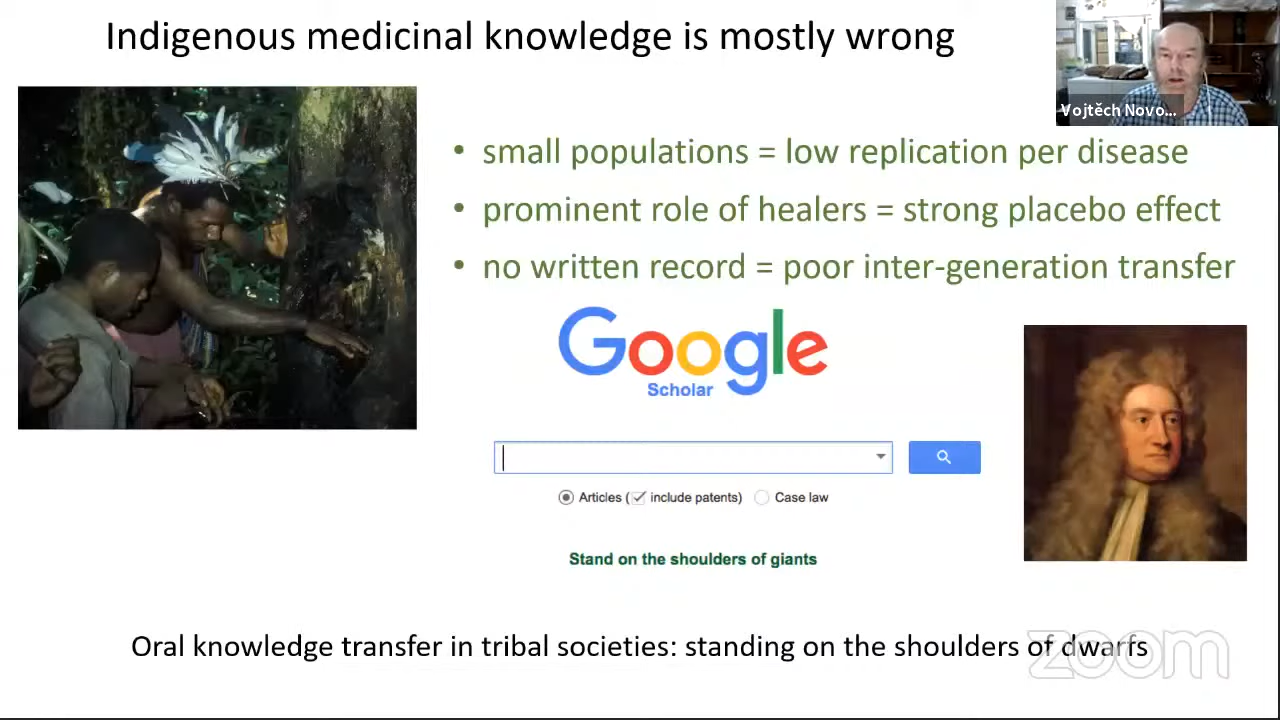 Indigenous medicinal knowledge is mostly wrong
Vojtěch Novo...
• small populations = low replication per disease
• prominent role of healers = strong placebo effect
• no written record = poor inter-generation transfer
Google
Scholar
Articles (include patents) Case law
Stand on the shoulders of giants
Oral knowledge transfer in tribal societies: standing on the shoulders of dwarfs
zoom